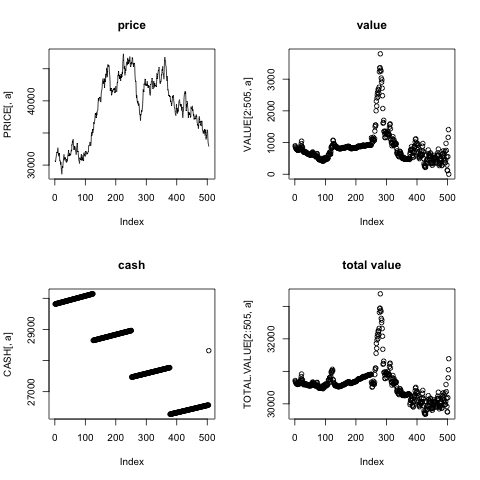 price
PRICE[, a]
30000
40000
0
100
200
300
400
500
Index
value
VALUE[2:505, a]
0
1000
2000
3000
0
100
200
300
400
500
Index
cash
CASH[, a]
27000
29000
0
100
200
300
400
500
Index
total value
TOTAL.VALUE[2:505, a]
30000
32000
0
100
200
300
400
500
Index